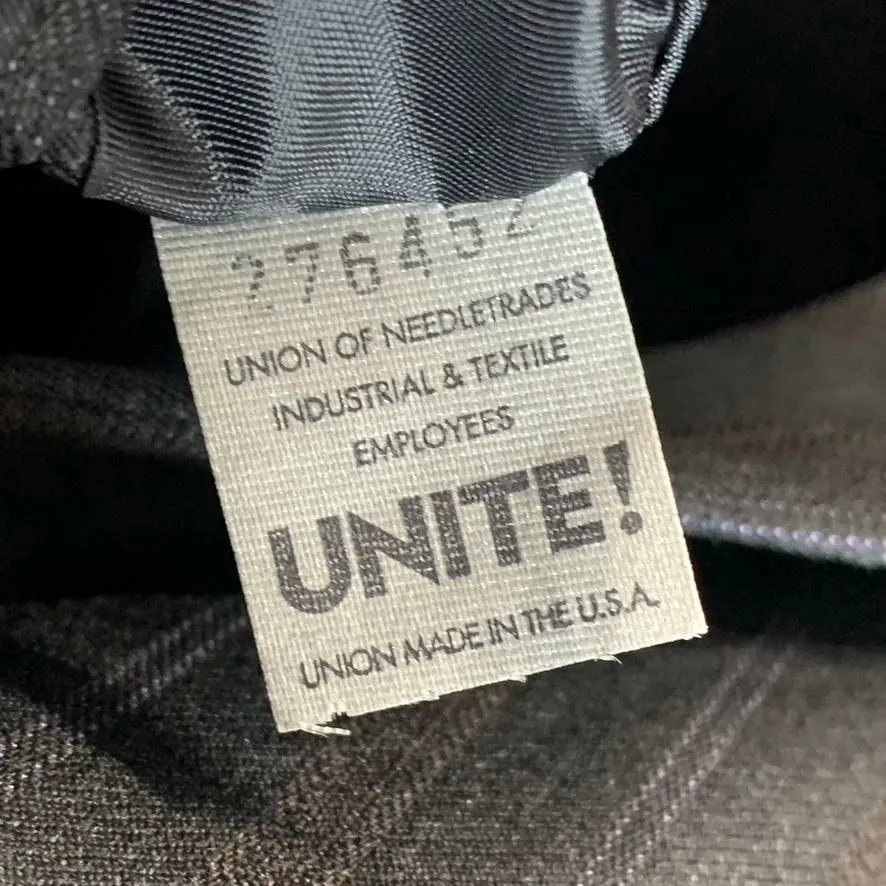 276452
UNION OF NEEDLETRADES
INDUSTRIAL & TEXTILE
EMPLOYEES
UNITE!
UNION MADE IN THE U.S.A.